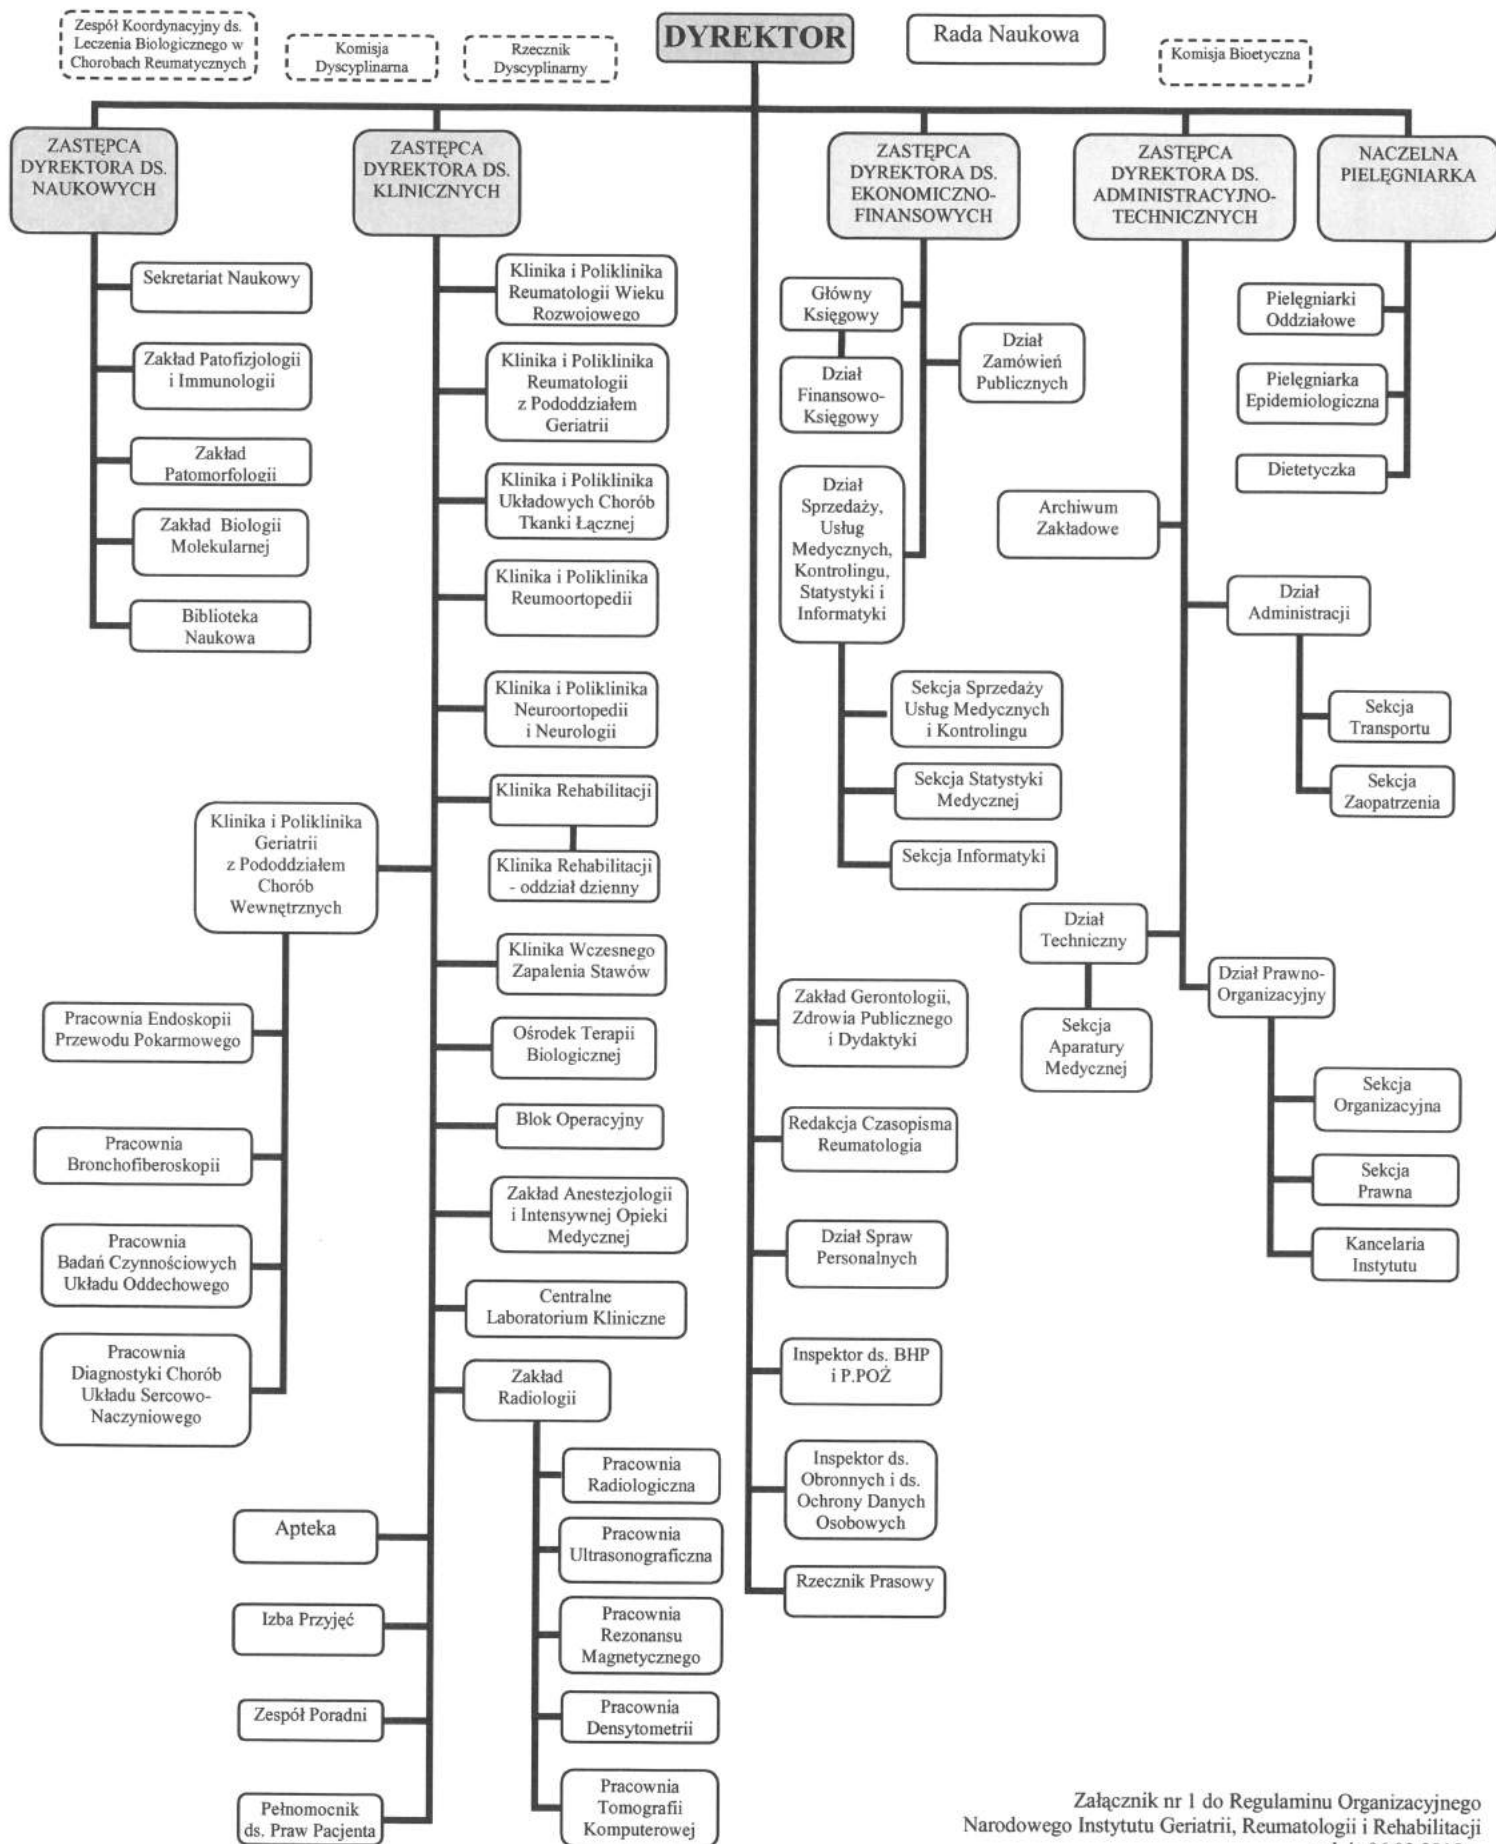 Zespół Koordynacyjny ds.
Leczenia Biologicznego w
Chorobach Reumatycznych
Komisja
Dyscyplinarna
Rzecznik
Dyscyplinarny
DYREKTOR
Rada Naukowa
Komisja Bioetyczna
ZASTĘPCA
DYREKTORA DS.
NAUKOWYCH
ZASTĘPCA
DYREKTORA DS.
KLINICZNYCH
ZASTĘPCA
DYREKTORA DS.
EKONOMICZNO-
FINANSOWYCH
ZASTĘPCA
DYREKTORA DS.
ADMINISTRACYJNO-
TECHNICZNYCH
NACZELNA
PIELĘGNIARKA
Sekretariat Naukowy
Zakład Patofizjologii
i Immunologii
Zakład
Patomorfologii
Zakład Biologii
Molekularnej
Biblioteka
Naukowa
Klinika i Poliklinika
Reumatologii Wieku
Rozwojowego
Klinika i Poliklinika
Reumatologii
z Pododdziałem
Geriatrii
Klinika i Poliklinika
Układowych Chorób
Tkanki Łącznej
Klinika i Poliklinika
Reumoortopedii
Klinika i Poliklinika
Neuroortopedii
i Neurologii
Klinika Rehabilitacji
Klinika Rehabilitacji
- oddział dzienny
Klinika i Poliklinika
Geriatrii
z Pododdziałem
Chorób
Wewnętrznych
Pracownia Endoskopii
Przewodu Pokarmowego
Pracownia
Bronchofiberoskopii
Pracownia
Badań Czynnościowych
Układu Oddechowego
Pracownia
Diagnostyki Chorób
Układu Sercowo-
Naczyniowego
Klinika Wczesnego
Zapalenia Stawów
Ośrodek Terapii
Biologicznej
Blok Operacyjny
Zakład Anestezjologii
i Intensywnej Opieki
Medycznej
Centralne
Laboratorium Kliniczne
Zakład
Radiologii
Pracownia
Radiologiczna
Pracownia
Ultrasonograficzna
Pracownia
Rezonansu
Magnetycznego
Pracownia
Densytometrii
Pracownia
Tomografii
Komputerowej
Apteka
Izba Przyjęć
Zespół Poradni
Pełnomocnik
ds. Praw Pacjenta
Główny
Księgowy
Dział
Finansowo-
Księgowy
Dział
Zamówień
Publicznych
Dział
Sprzedaży,
Usług
Medycznych,
Kontrolingu,
Statystyki i
Informatyki
Sekcja Sprzedaży
Usług Medycznych
i Kontrolingu
Sekcja Statystyki
Medycznej
Sekcja Informatyki
Zakład Gerontologii,
Zdrowia Publicznego
i Dydaktyki
Redakcja Czasopisma
Reumatologia
Dział Spraw
Personalnych
Inspektor ds. BHP
i P.POŻ
Inspektor ds.
Obronnych i ds.
Ochrony Danych
Osobowych
Rzecznik Prasowy
Archiwum
Zakładowe
Dział
Administracji
Sekcja
Transportu
Sekcja
Zaopatrzenia
Dział
Techniczny
Sekcja
Aparatury
Medycznej
Dział Prawno-
Organizacyjny
Sekcja
Organizacyjna
Sekcja
Prawna
Kancelaria
Instytutu
Pielęgniarki
Oddziałowe
Pielęgniarka
Epidemiologiczna
Dietetyczka
Załącznik nr 1 do Regulaminu Organizacyjnego
Narodowego Instytutu Geriatrii, Reumatologii i Rehabilitacji